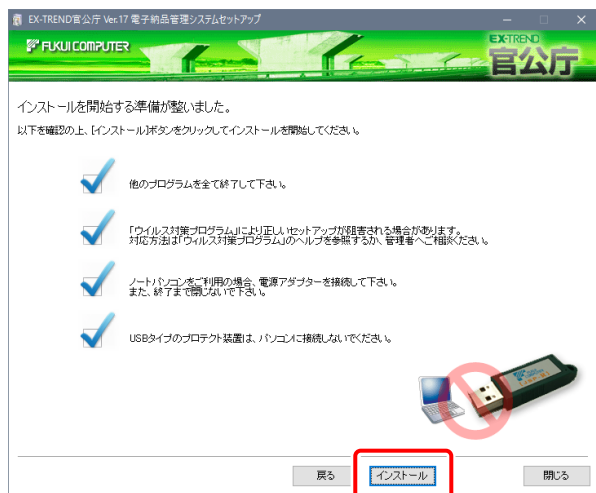 EX-TREND官公庁 Ver.17 電子納品管理システムセットアップ
FUKUI COMPUTER
EX-TREND
官公庁
インストールを開始する準備が整いました。
以下を確認の上、[インストール]ボタンをクリックしてインストールを開始してください。
他のプログラムを全て終了して下さい。
「ウイルス対策プログラム」により正しいセットアップが阻害される場合があります。
対応方法は「ウィルス対策プログラム」のヘルプを参照するか、管理者へご相談ください。
ノートパソコンをご利用の場合、電源アダプターを接続して下さい。
また、終了まで閉じないで下さい。
USBタイプのプロテクト装置は、パソコンに接続しないでください。
戻る
インストール
閉じる